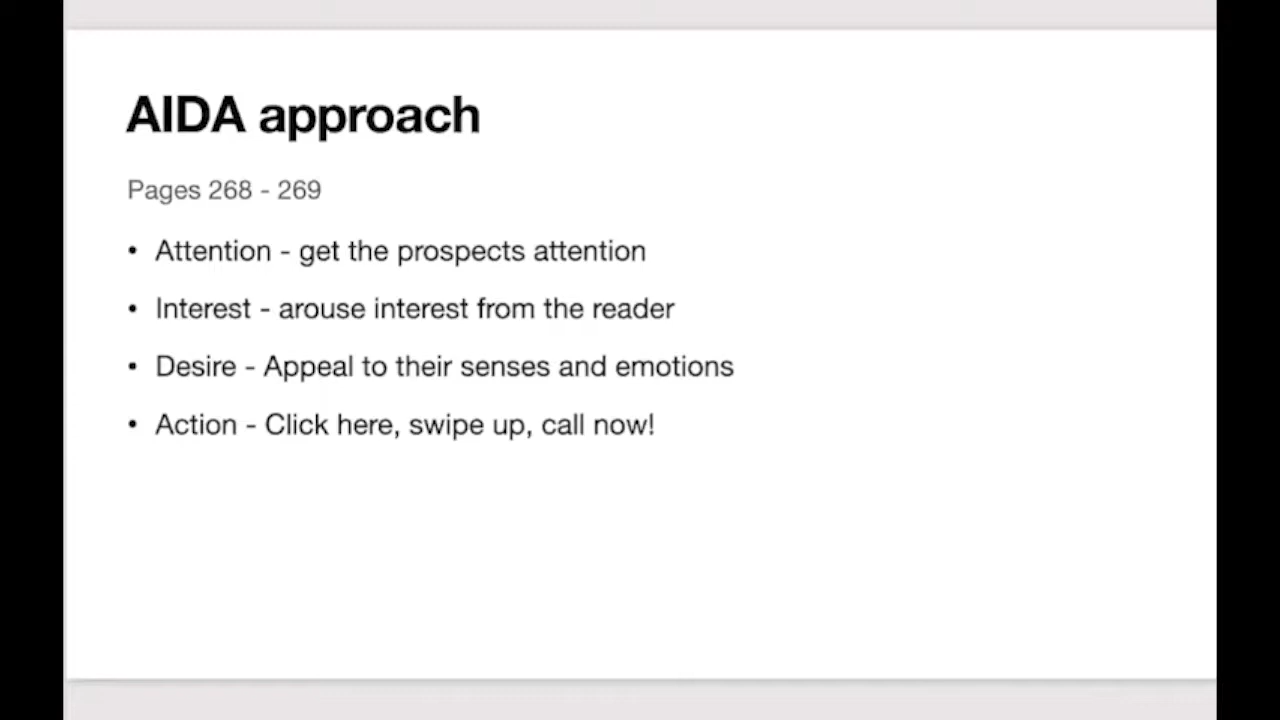 AIDA approach
Pages 268 - 269
• Attention - get the prospects attention
• Interest - arouse interest from the reader
• Desire - Appeal to their senses and emotions
• Action - Click here, swipe up, call now!